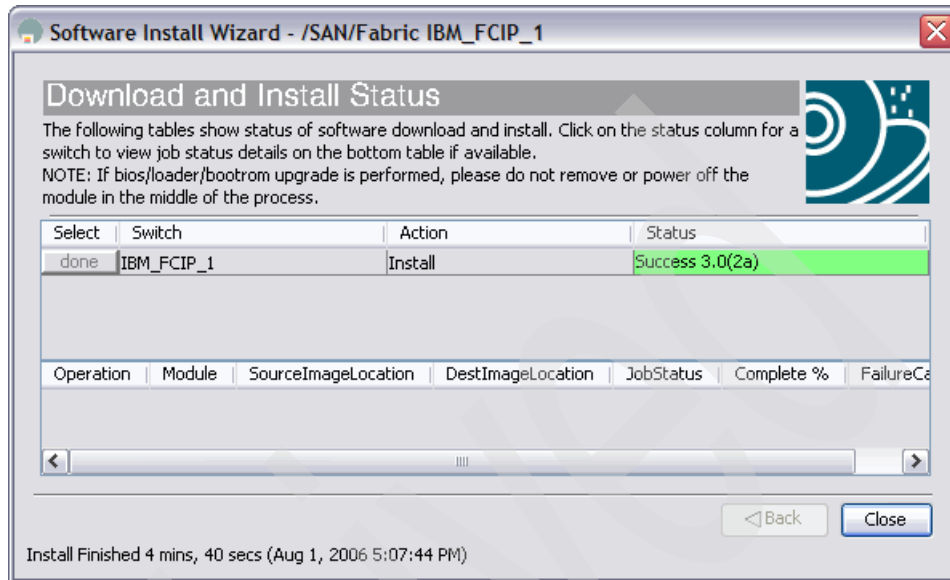 Software Install Wizard - /SAN/Fabric IBM_FCIP_1
Download and Install Status
The following tables show status of software download and install. Click on the status column for a
switch to view job status details on the bottom table if available.
NOTE: If bios/loader/bootrom upgrade is performed, please do not remove or power off the
module in the middle of the process.
Select Switch Action Status
done IBM_FCIP_1 Install Success 3.0(2a)
Operation Module SourceImageLocation DestImageLocation JobStatus Complete % FailureCa
Back Close
Install Finished 4 mins, 40 secs (Aug 1, 2006 5:07:44 PM)